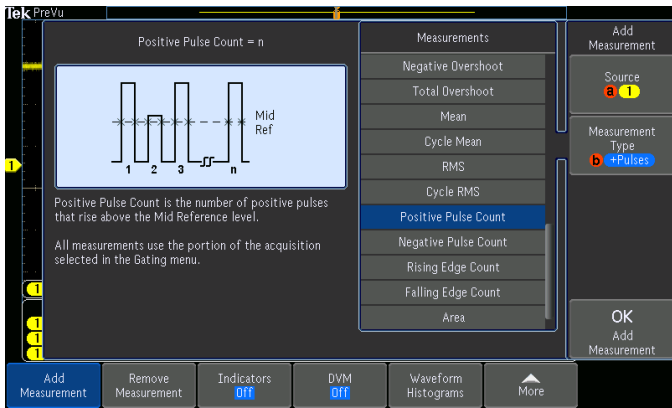 Tek PreVu
Positive Pulse Count = n
Mid
Ref
1 2 3 n
Positive Pulse Count is the number of positive pulses
that rise above the Mid Reference level.
All measurements use the portion of the acquisition
selected in the Gating menu.
Measurements
Negative Overshoot
Total Overshoot
Mean
Cycle Mean
RMS
Cycle RMS
Positive Pulse Count
Negative Pulse Count
Rising Edge Count
Falling Edge Count
Area
Add
Measurement
Source
a 1
Measurement
Type
b +Pulses
OK
Add
Measurement
1
1
1
1
1
Add
Measurement
Remove
Measurement
Indicators
Off
DVM
Off
Waveform
Histograms
More